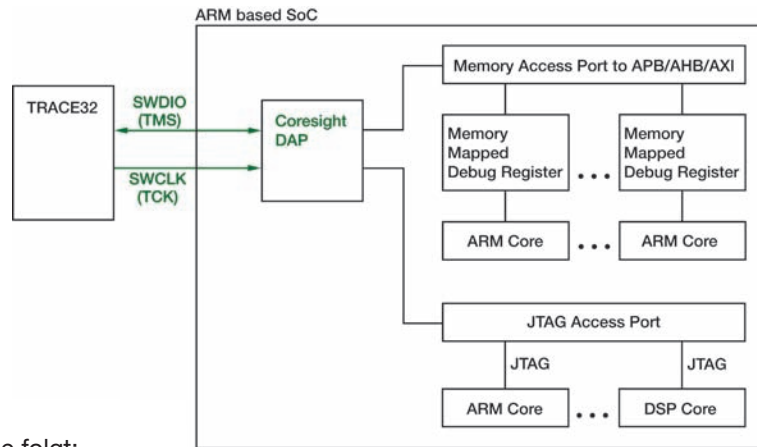 ARM based SoC
TRACE32
SWDIO
(TMS)
SWCLK
(TCK)
Coresight
DAP
Memory Access Port to APB/AHB/AXI
Memory
Mapped
Debug Register
...
Memory
Mapped
Debug Register
ARM Core
...
ARM Core
JTAG Access Port
JTAG
JTAG
ARM Core
...
DSP Core
folgt: